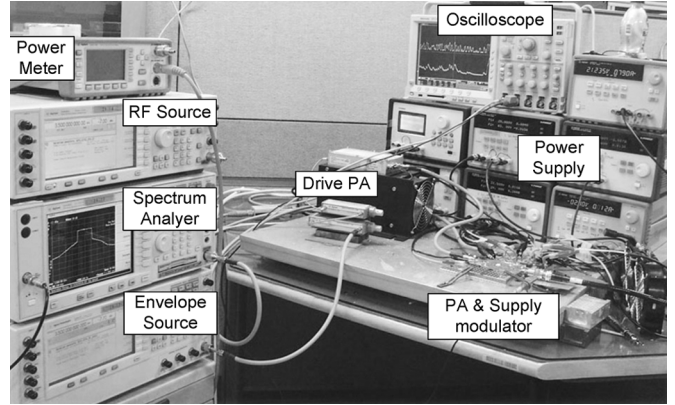 Oscilloscope
Power
Meter
RF Source
Power
Supply
Drive PA
Spectrum
Analyer
Envelope
Source
PA & Supply
modulator